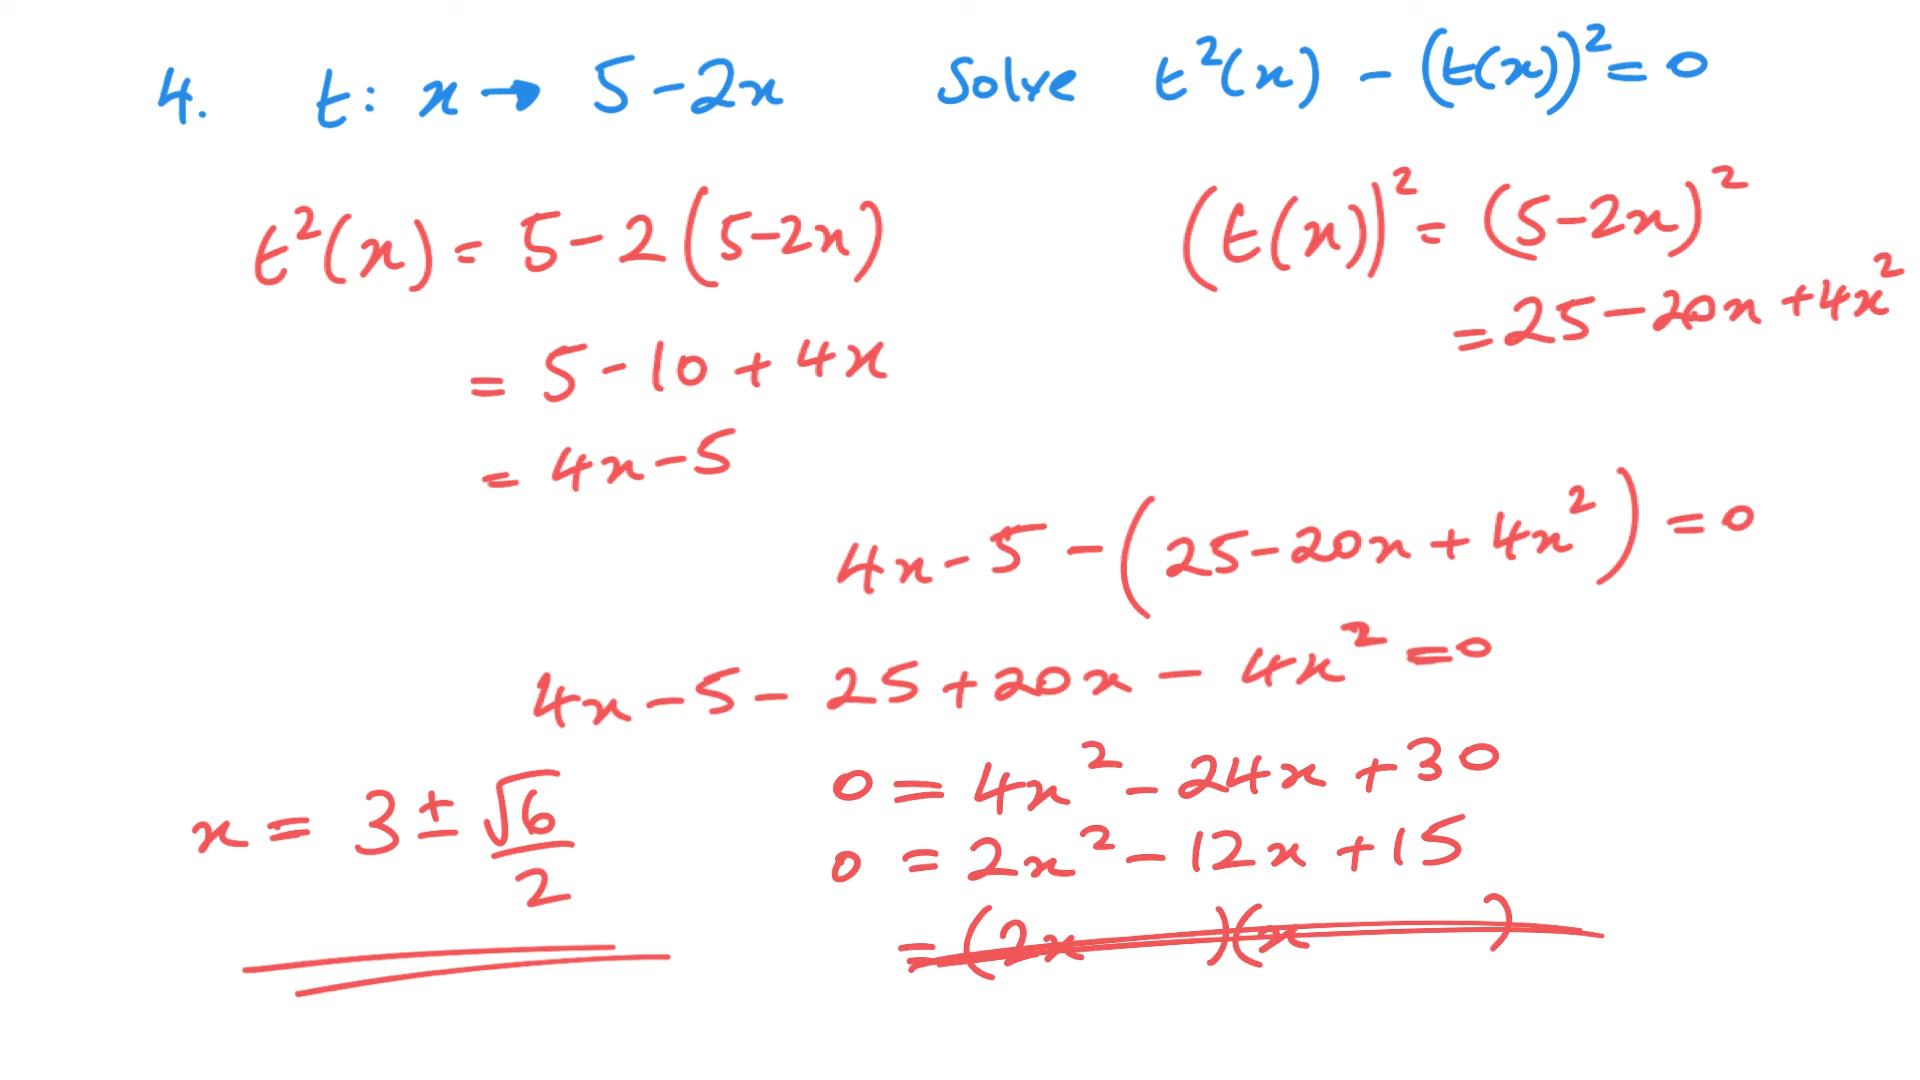 4. t: x → 5 - 2x Solve t²(x) - (t(x))² = 0
t²(x) = 5 - 2(5 - 2x)
= 5 - 10 + 4x
= 4x - 5
(t(x))² = (5 - 2x)²
= 25 - 20x + 4x²
4x - 5 - (25 - 20x + 4x²) = 0
4x - 5 - 25 + 20x - 4x² = 0
0 = 4x² - 24x + 30
0 = 2x² - 12x + 15
= (2x )(x )
x = 3 ± √6/2